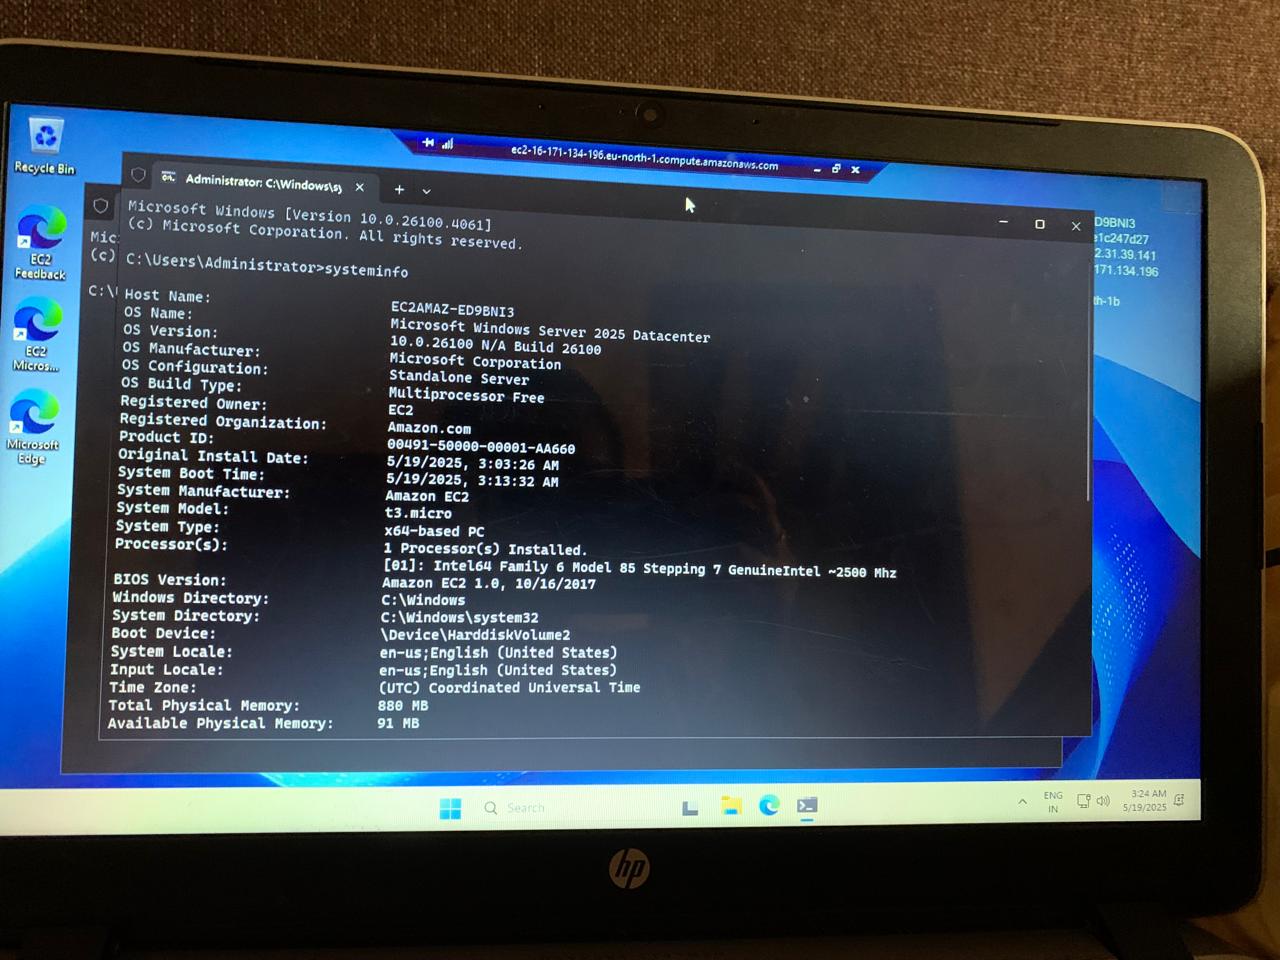 ec2-16-171-134-196.eu-north-1.compute.amazonaws.com
Recycle Bin
EC2
Feedback
EC2
Micros...
Microsoft
Edge
Administrator: C:\Windows\sy
Microsoft Windows [Version 10.0.26100.4061]
(c) Microsoft Corporation. All rights reserved.
C:\Users\Administrator>systeminfo
Host Name: EC2AMAZ-ED9BNI3
OS Name: Microsoft Windows Server 2025 Datacenter
OS Version: 10.0.26100 N/A Build 26100
OS Manufacturer: Microsoft Corporation
OS Configuration: Standalone Server
OS Build Type: Multiprocessor Free
Registered Owner: EC2
Registered Organization: Amazon.com
Product ID: 00491-50000-00001-AA660
Original Install Date: 5/19/2025, 3:03:26 AM
System Boot Time: 5/19/2025, 3:13:32 AM
System Manufacturer: Amazon EC2
System Model: t3.micro
System Type: x64-based PC
Processor(s): 1 Processor(s) Installed.
[01]: Intel64 Family 6 Model 85 Stepping 7 GenuineIntel ~2500 Mhz
BIOS Version: Amazon EC2 1.0, 10/16/2017
Windows Directory: C:\Windows
System Directory: C:\Windows\system32
Boot Device: \Device\HarddiskVolume2
System Locale: en-us;English (United States)
Input Locale: en-us;English (United States)
Time Zone: (UTC) Coordinated Universal Time
Total Physical Memory: 880 MB
Available Physical Memory: 91 MB
Mic
(c)
C:\
D9BNI3
e1c247d27
2.31.39.141
171.134.196
th-1b
Search
ENG
IN
3:24 AM
5/19/2025
hp